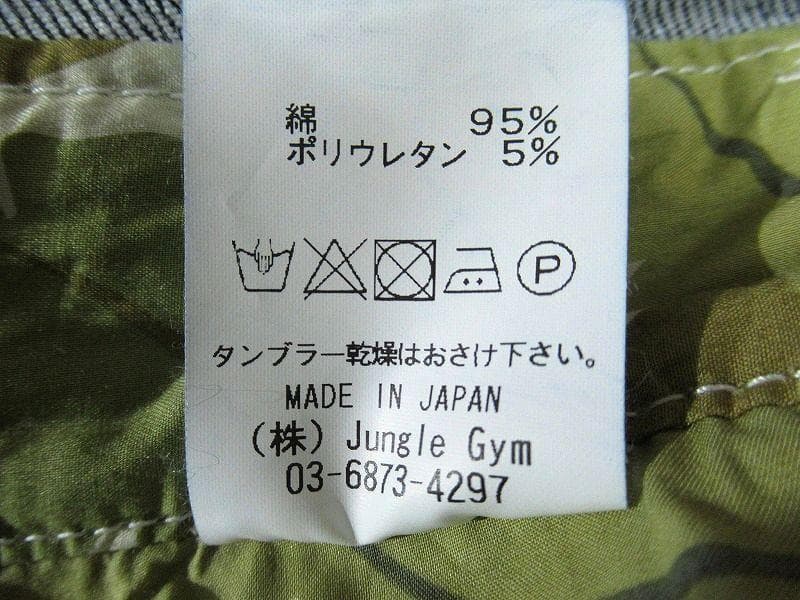 綿 95%
ポリウレタン 5%
P
タンブラー乾燥はおさけ下さい。
MADE IN JAPAN
(株) Jungle Gym
03-6873-4297